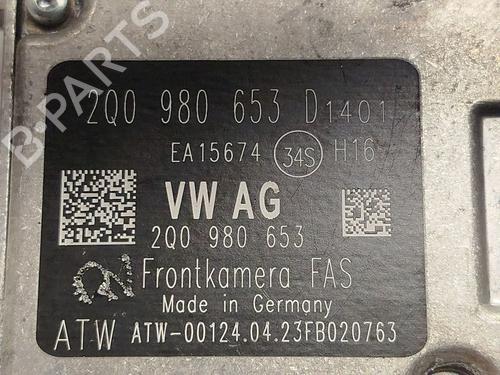 2Q0 980 653 D1401
EA15674 34S H16
VW AG
2Q0 980 653
Frontkamera FAS
Made in Germany
ATW ATW-00124.04.23FB020763
B-PARTS